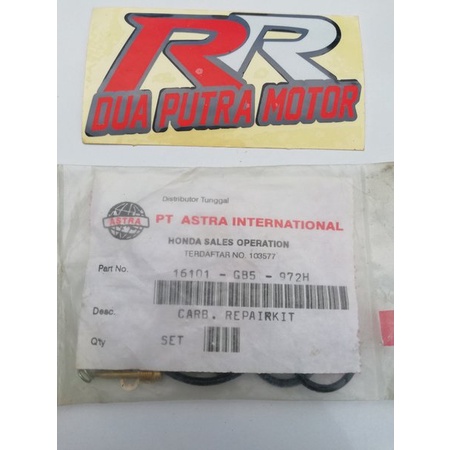 RR
DUA PUTRA MOTOR
Distributor Tunggal
ASTRA
PT ASTRA INTERNATIONAL
HONDA SALES OPERATION
TERDAFTAR NO. 103577
Part No. 16101 - GB5 - 972H
Desc. CARB. REPAIRKIT
Q'ty SET